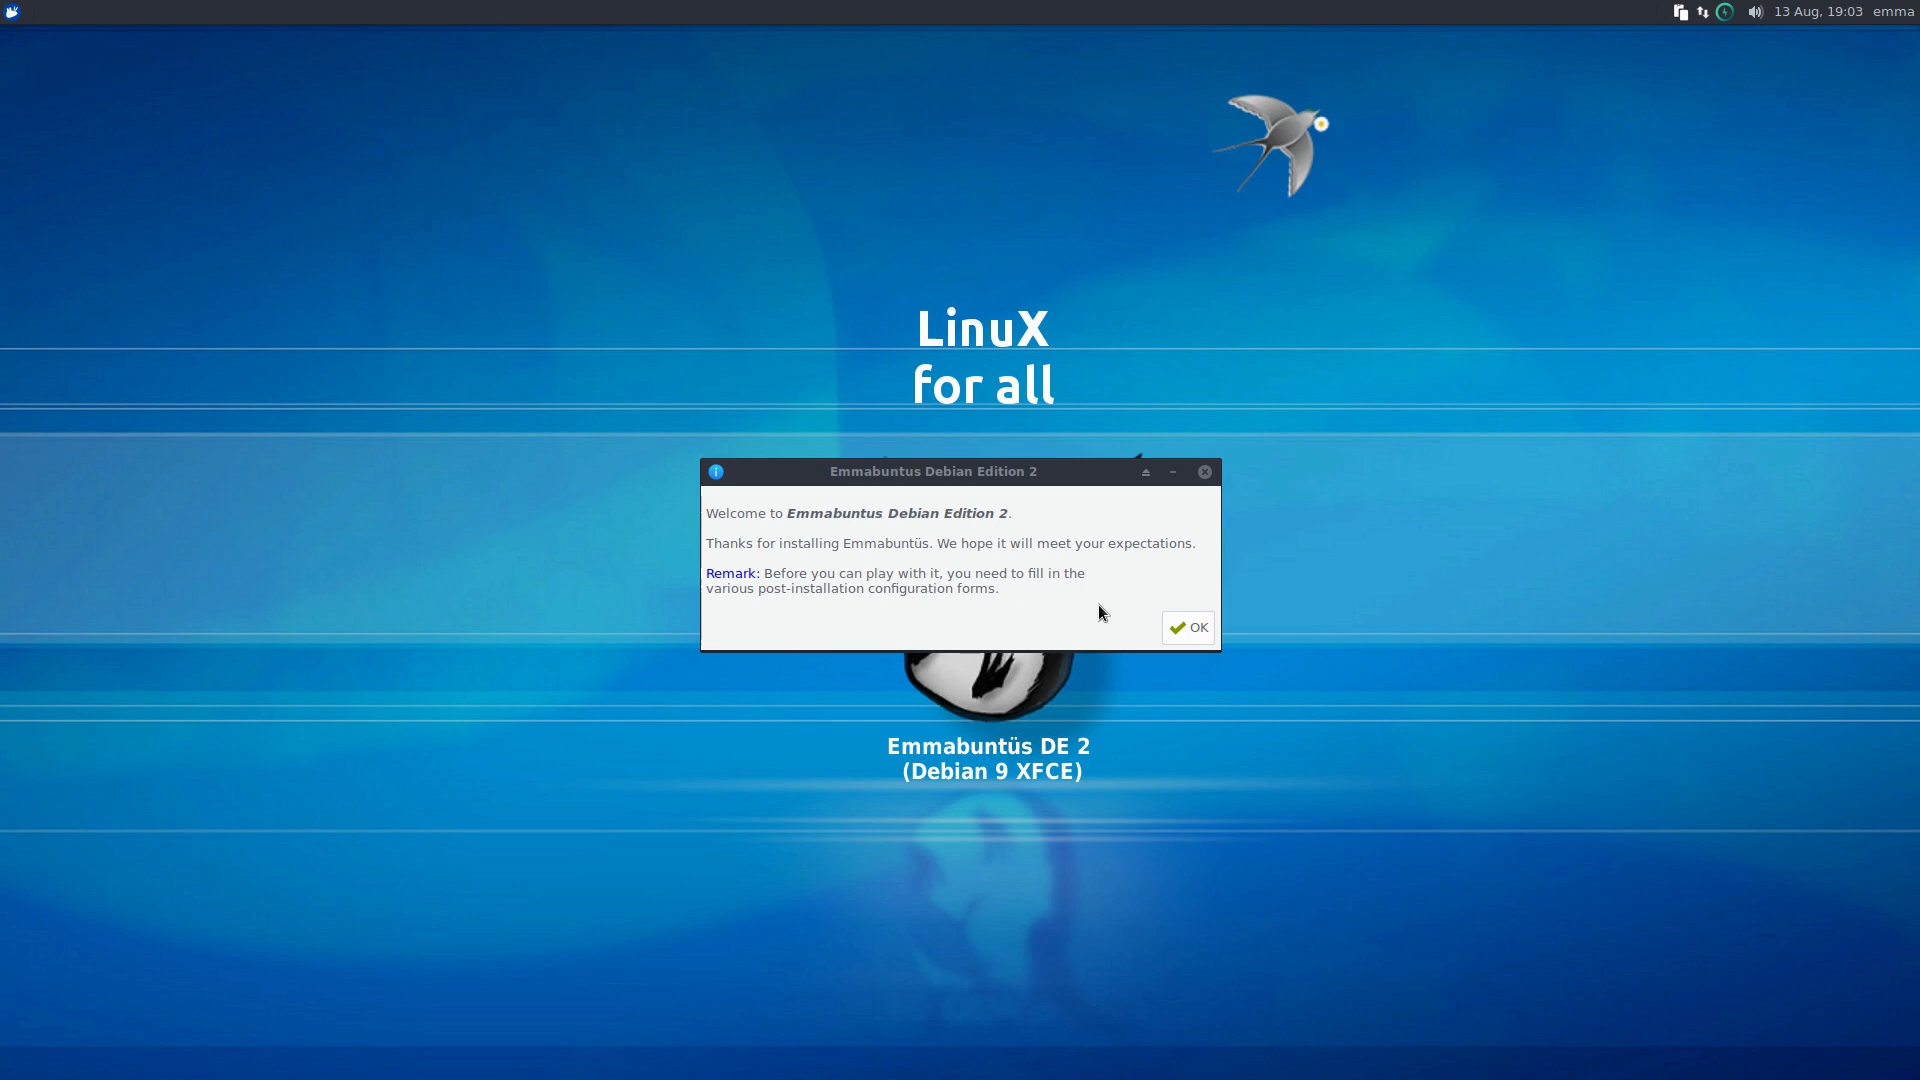 13 Aug, 19:03 emma
LinuX
for all
Emmabuntus Debian Edition 2
Welcome to Emmabuntus Debian Edition 2.
Thanks for installing Emmabuntüs. We hope it will meet your expectations.
Remark: Before you can play with it, you need to fill in the
various post-installation configuration forms.
OK
Emmabuntüs DE 2
(Debian 9 XFCE)